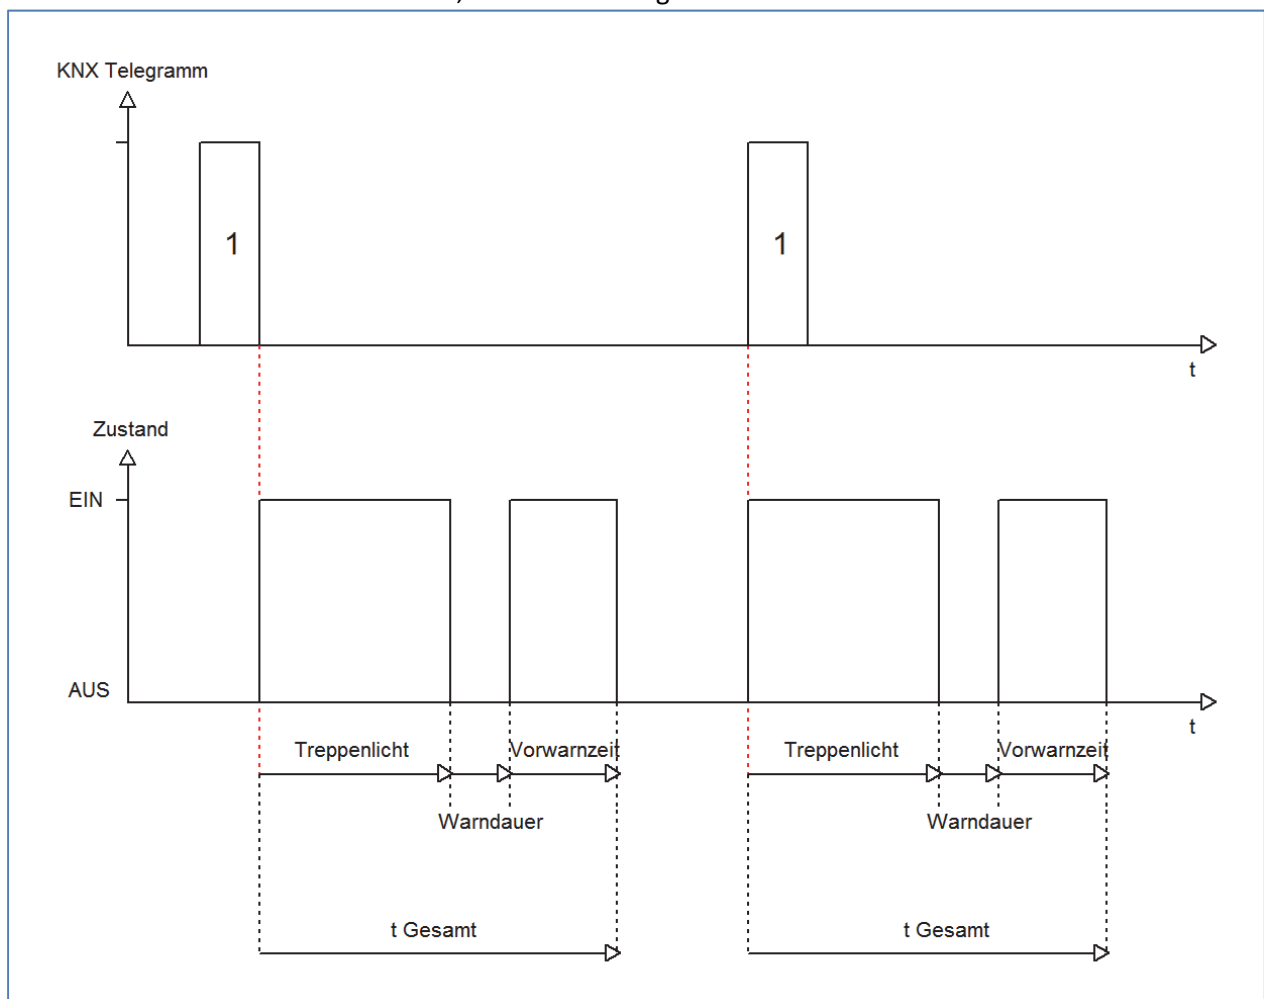 KNX Telegramm
1 1
t
Zustand
EIN
AUS
t
Treppenlicht Vorwarnzeit Treppenlicht Vorwarnzeit
Warndauer Warndauer
t Gesamt t Gesamt